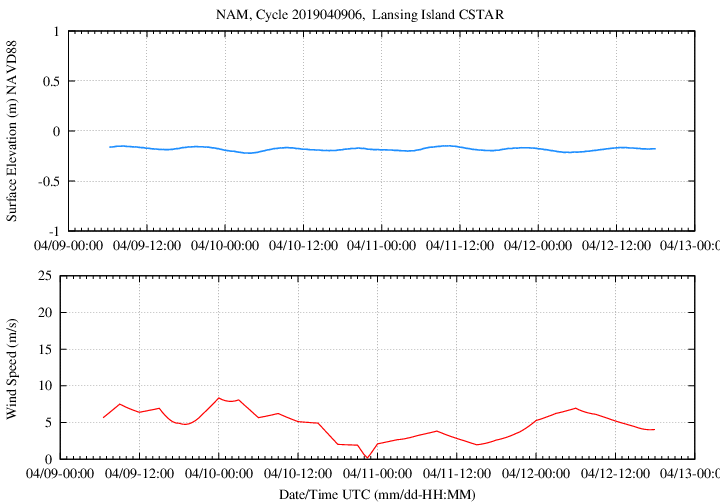 NAM, Cycle 2019040906, Lansing Island CSTAR
Surface Elevation (m) NAVD88
1
0.5
0
-0.5
-1
04/09-00:00 04/09-12:00 04/10-00:00 04/10-12:00 04/11-00:00 04/11-12:00 04/12-00:00 04/12-12:00 04/13-00:0
Wind Speed (m/s)
25
20
15
10
5
0
04/09-00:00 04/09-12:00 04/10-00:00 04/10-12:00 04/11-00:00 04/11-12:00 04/12-00:00 04/12-12:00 04/13-00:0
Date/Time UTC (mm/dd-HH:MM)